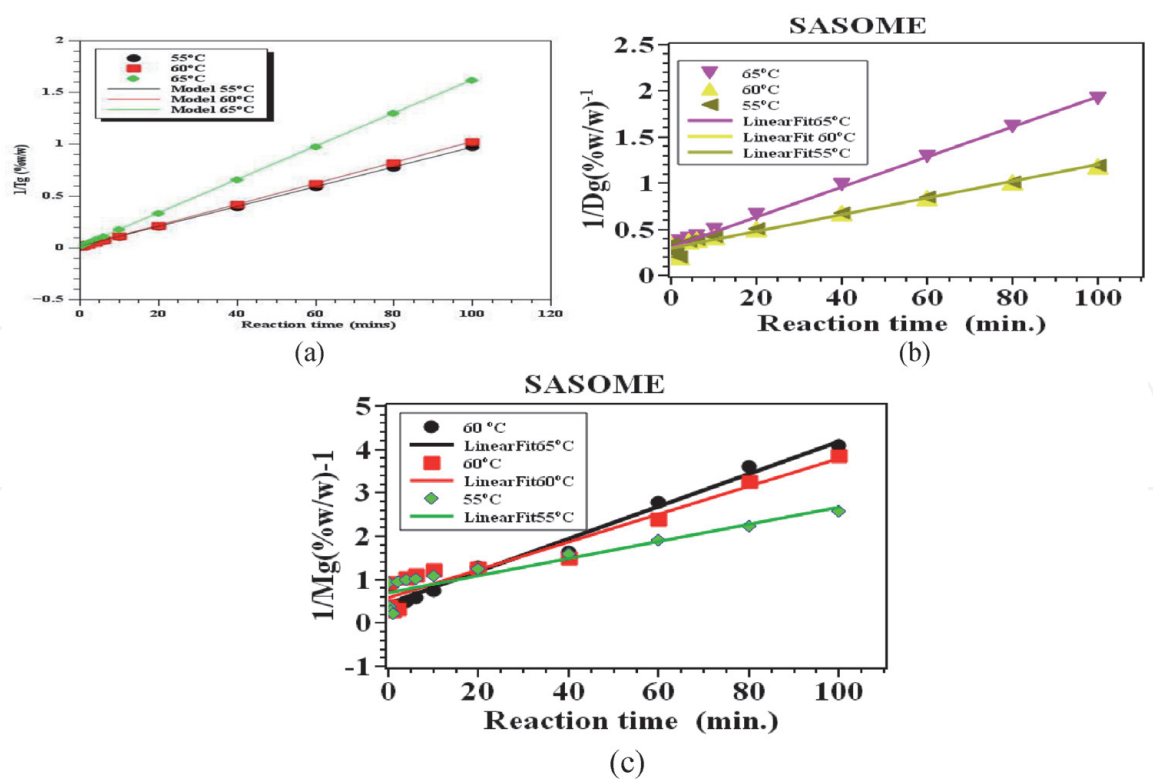 2
1.5
1
0.5
0
−0.5
1/Tg (%w/w)
55°C
60°C
65°C
Model 55°C
Model 60°C
Model 65°C
0 20 40 60 80 100 120
Reaction time (mins)
(a)
SASOME
2.5
2
1.5
1
0.5
0
1/Dg(%w/w)-1
65°C
60°C
55°C
LinearFit65°C
LinearFit 60°C
LinearFit55°C
0 20 40 60 80 100
Reaction time (min.)
(b)
SASOME
5
4
3
2
1
0
-1
1/Mg(%w/w)-1
60 °C
LinearFit65°C
60°C
LinearFit60°C
55°C
LinearFit55°C
0 20 40 60 80 100
Reaction time (min.)
(c)